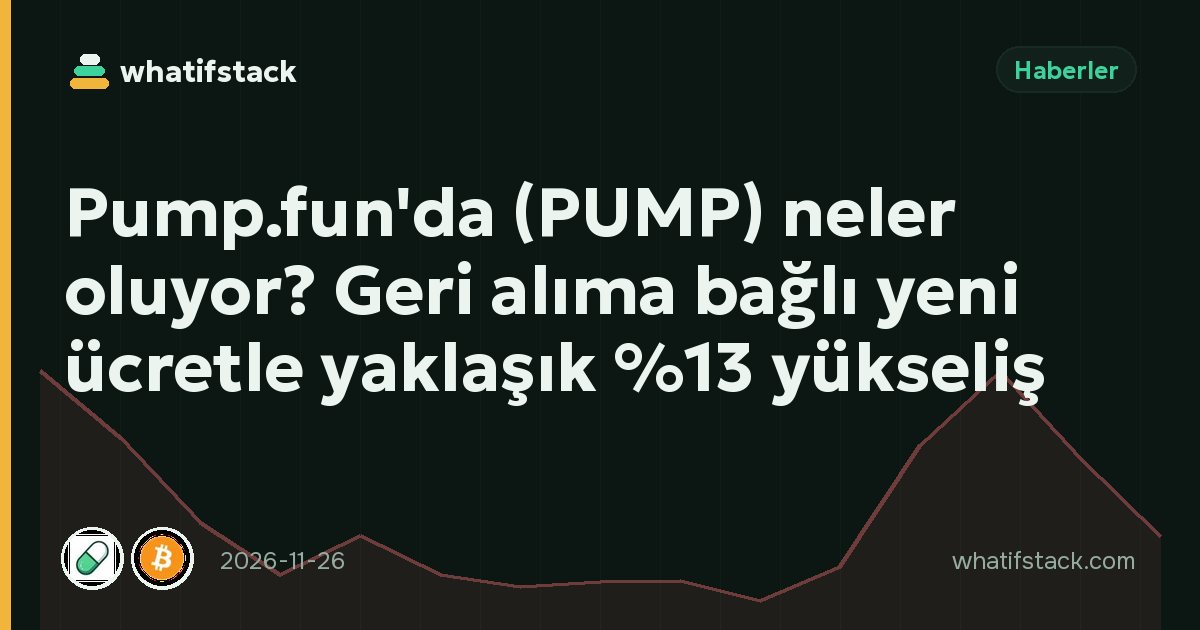 whatifstack
Haberler
Pump.fun'da (PUMP) neler
oluyor? Geri alıma bağlı yeni
ücretle yaklaşık %13 yükseliş
2026-11-26
whatifstack.com